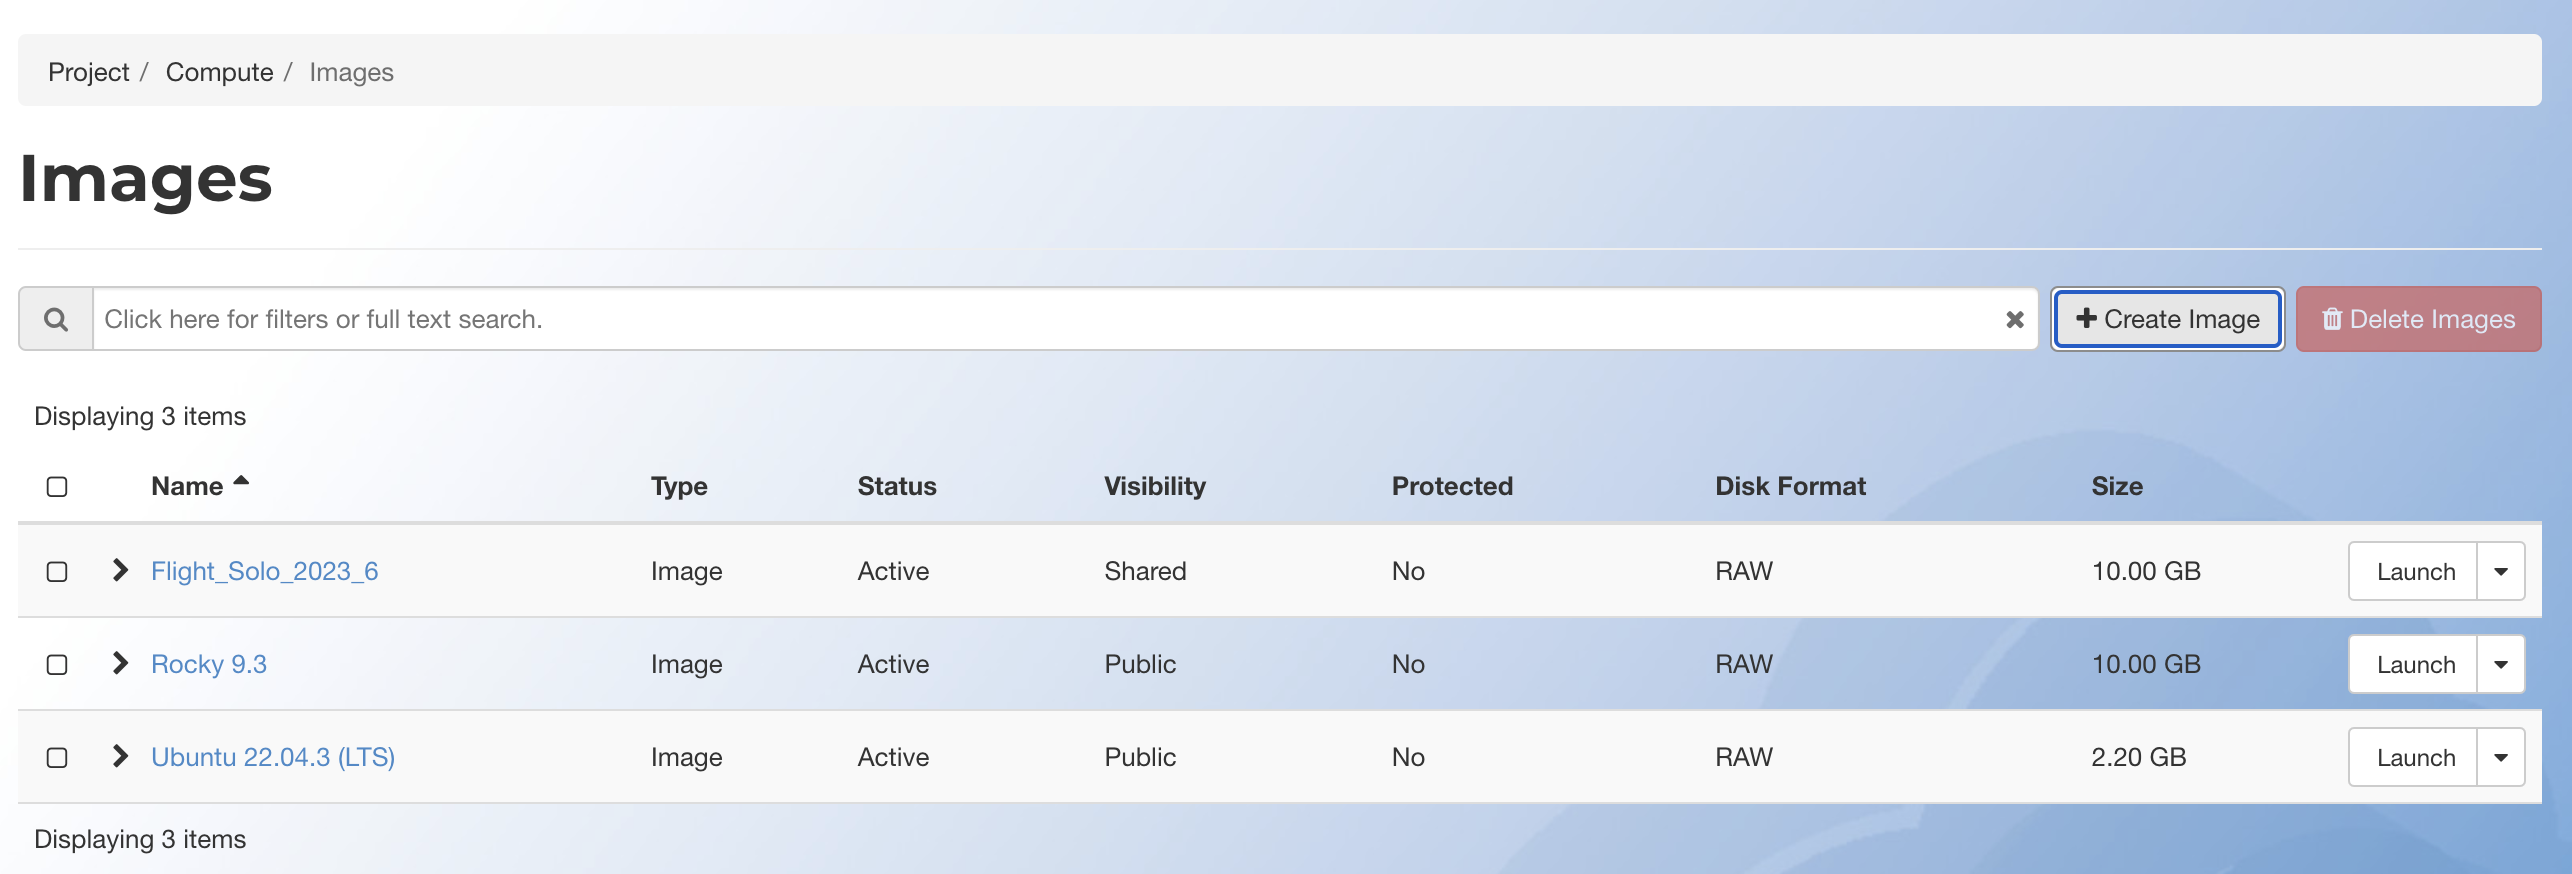 Project / Compute / Images
Images
Click here for filters or full text search. Create Image Delete Images
Displaying 3 items
Name Type Status Visibility Protected Disk Format Size
Flight_Solo_2023_6 Image Active Shared No RAW 10.00 GB Launch
Rocky 9.3 Image Active Public No RAW 10.00 GB Launch
Ubuntu 22.04.3 (LTS) Image Active Public No RAW 2.20 GB Launch
Displaying 3 items